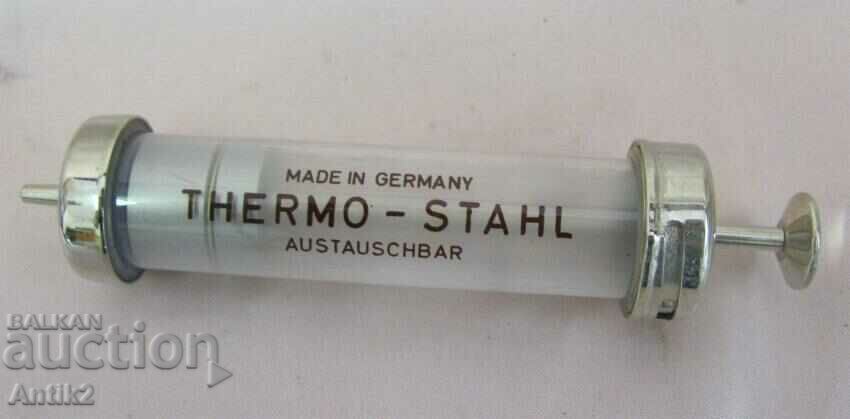 MADE IN GERMANY
THERMO - STAHL
AUSTAUSCHBAR
BALKAN
auction
Antik2